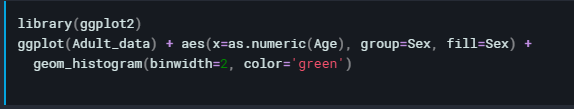 library(ggplot2)
ggplot(Adult_data) + aes(x=as.numeric(Age), group=Sex, fill=Sex) +
  geom_histogram(binwidth=2, color='green')